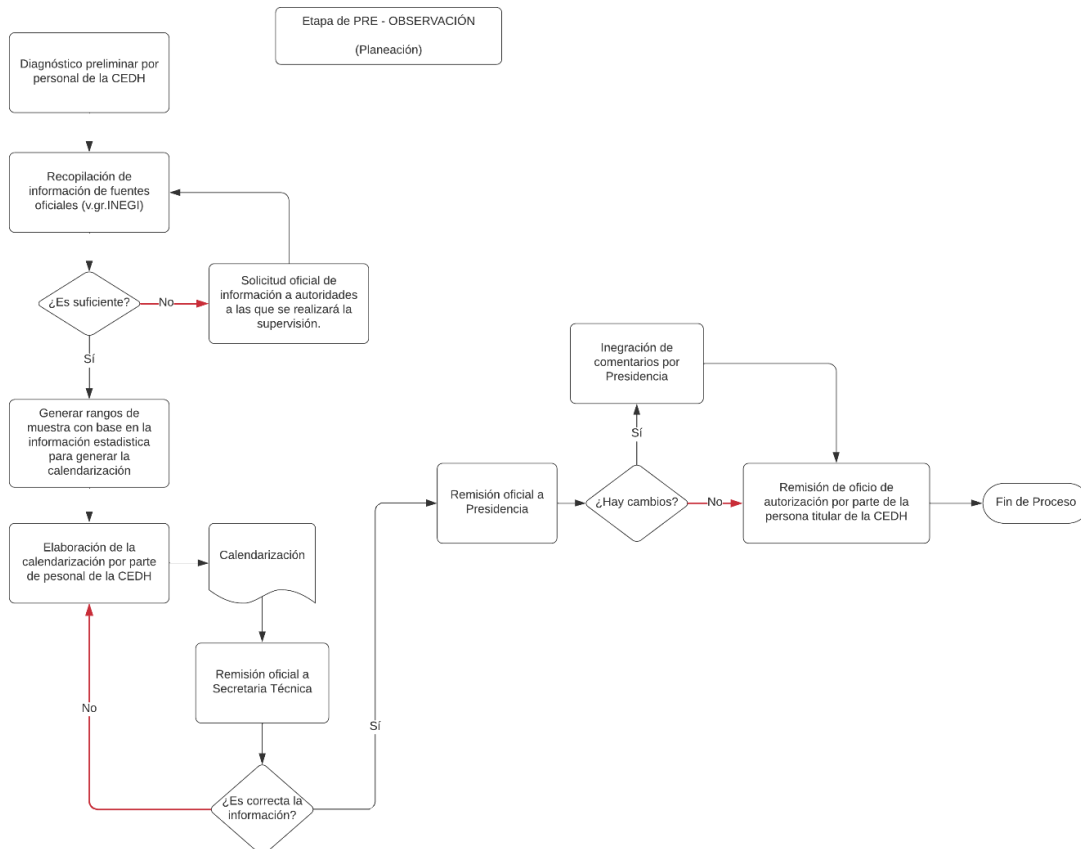 Etapa de PRE - OBSERVACIÓN
(Planeación)
Diagnóstico preliminar por
personal de la CEDH
Recopilación de
información de fuentes
oficiales (v.gr.INEGI)
¿Es suficiente?
No
Solicitud oficial de
información a autoridades
a las que se realizará la
supervisión.
Sí
Generar rangos de
muestra con base en la
información estadistica
para generar la
calendarización
Elaboración de la
calendarización por parte
de pesonal de la CEDH
Calendarización
Remisión oficial a
Secretaria Técnica
¿Es correcta la
información?
No
Sí
Remisión oficial a
Presidencia
¿Hay cambios?
Sí
Inegración de
comentarios por
Presidencia
No
Remisión de oficio de
autorización por parte de la
persona titular de la CEDH
Fin de Proceso